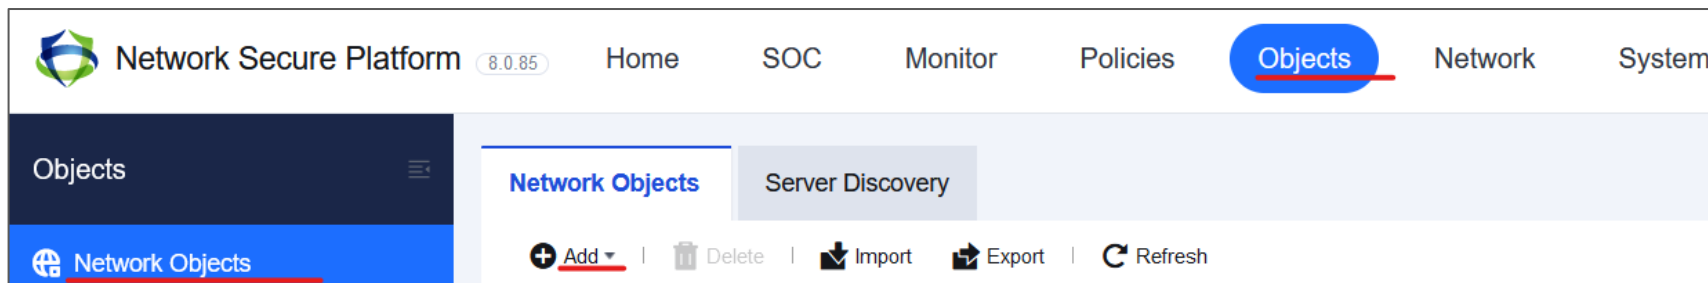 Network Secure Platform 8.0.85 Home SOC Monitor Policies Objects Network System
Objects
Network Objects Server Discovery
Network Objects
Add Delete Import Export Refresh